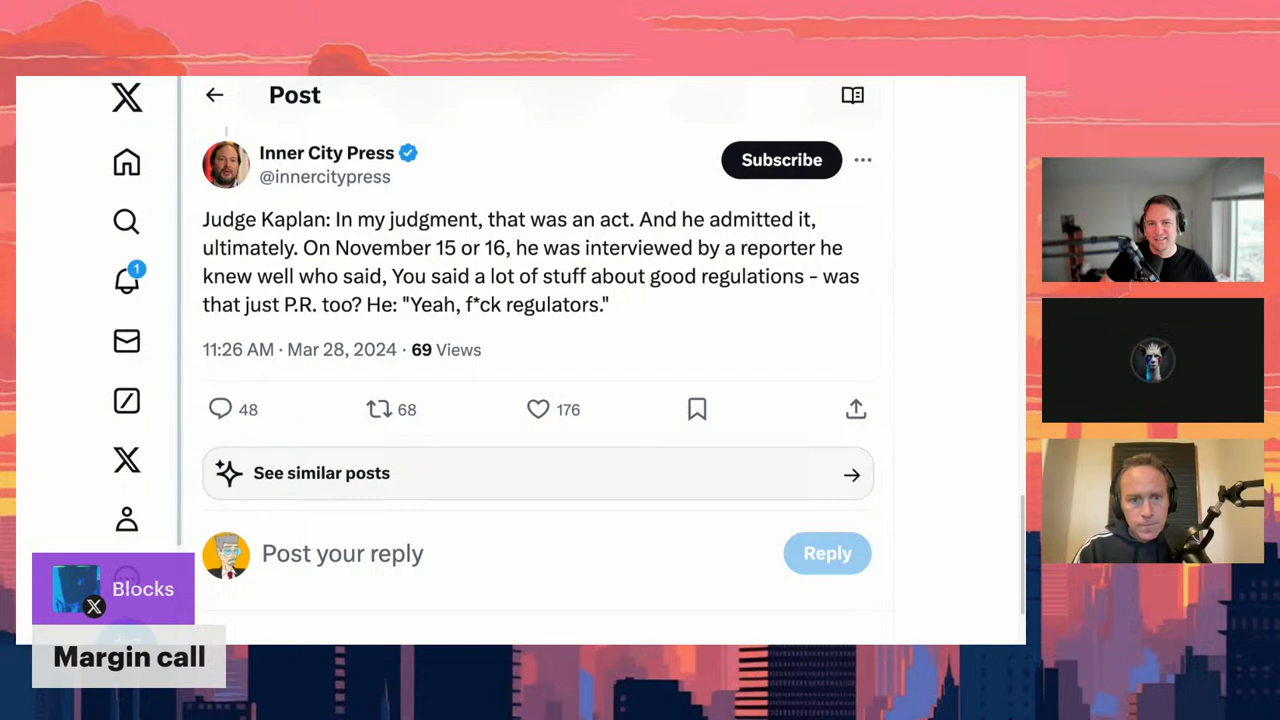 Post
Inner City Press
@innercitypress
Subscribe
Judge Kaplan: In my judgment, that was an act. And he admitted it,
ultimately. On November 15 or 16, he was interviewed by a reporter he
knew well who said, You said a lot of stuff about good regulations - was
that just P.R. too? He: "Yeah, f*ck regulators."
11:26 AM · Mar 28, 2024 · 69 Views
1
48
68
176
See similar posts
Post your reply
Reply
Blocks
Margin call